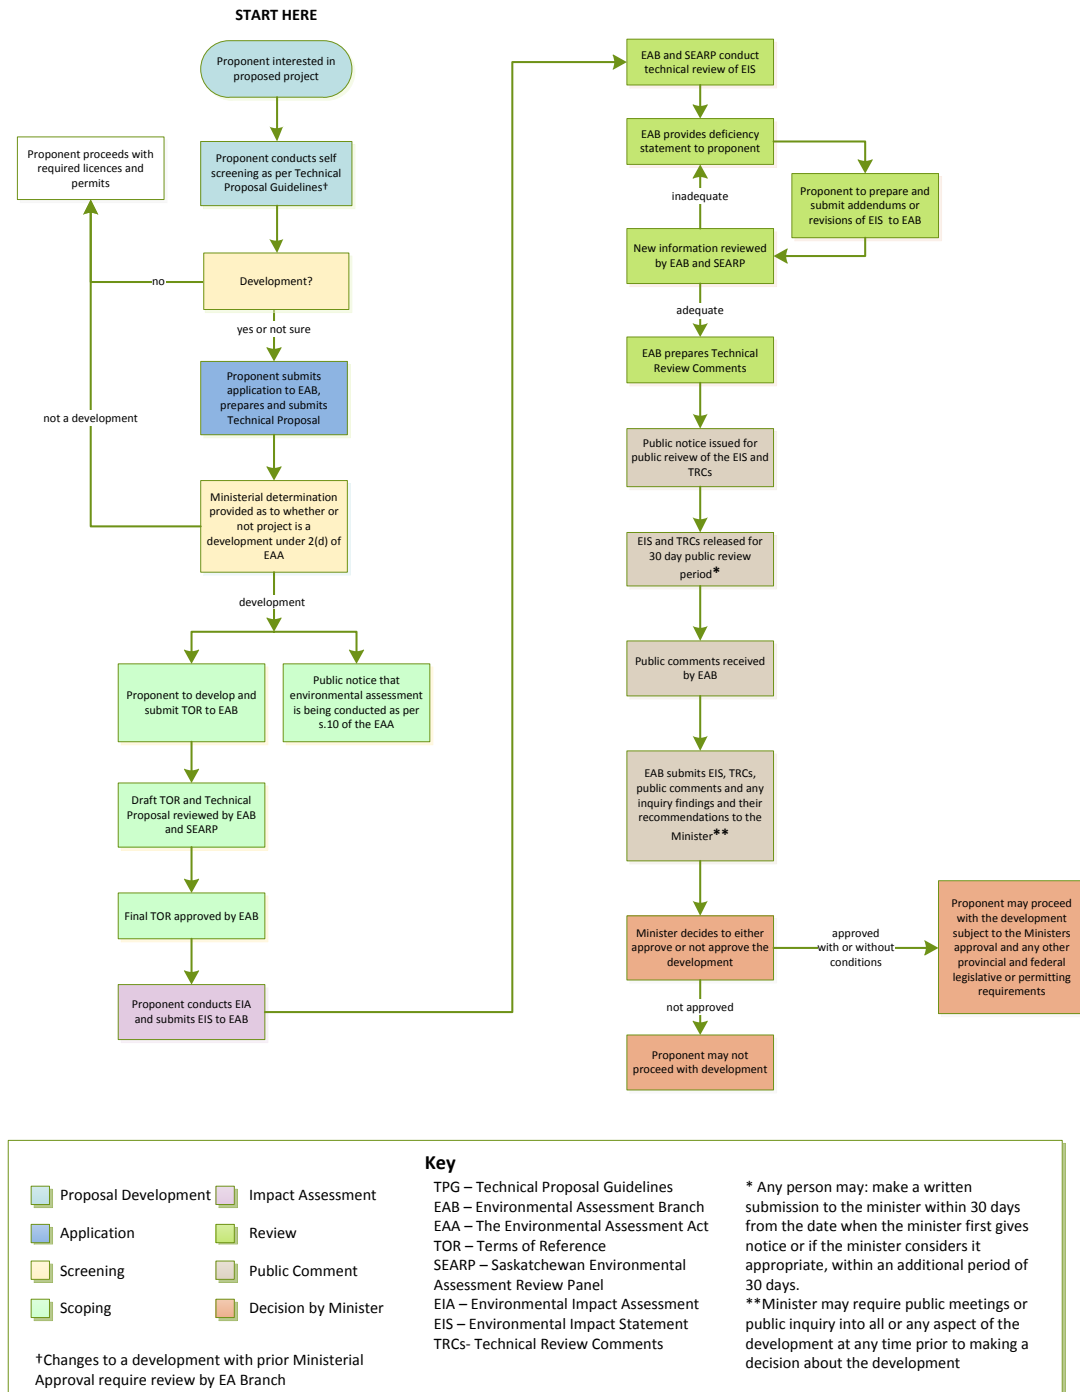 START HERE
Proponent interested in
proposed project
Proponent conducts self
screening as per Technical
Proposal Guidelines†
Proponent proceeds with
required licences and
permits
Development?
no
yes or not sure
Proponent submits
application to EAB,
prepares and submits
Technical Proposal
not a development
Ministerial determination
provided as to whether or
not project is a
development under 2(d) of
EAA
development
Proponent to develop and
submit TOR to EAB
Public notice that
environmental assessment
is being conducted as per
s.10 of the EAA
Draft TOR and Technical
Proposal reviewed by EAB
and SEARP
Final TOR approved by EAB
Proponent conducts EIA
and submits EIS to EAB
EAB and SEARP conduct
technical review of EIS
EAB provides deficiency
statement to proponent
Proponent to prepare and
submit addendums or
revisions of EIS to EAB
inadequate
New information reviewed
by EAB and SEARP
adequate
EAB prepares Technical
Review Comments
Public notice issued for
public reivew of the EIS and
TRCs
EIS and TRCs released for
30 day public review
period*
Public comments received
by EAB
EAB submits EIS, TRCs,
public comments and any
inquiry findings and their
recommendations to the
Minister**
Minister decides to either
approve or not approve the
development
approved
with or without
conditions
Proponent may proceed
with the development
subject to the Ministers
approval and any other
provincial and federal
legislative or permitting
requirements
not approved
Proponent may not
proceed with development
Key
Proposal Development
Application
Screening
Scoping
Impact Assessment
Review
Public Comment
Decision by Minister
†Changes to a development with prior Ministerial
Approval require review by EA Branch
TPG – Technical Proposal Guidelines
EAB – Environmental Assessment Branch
EAA – The Environmental Assessment Act
TOR – Terms of Reference
SEARP – Saskatchewan Environmental
Assessment Review Panel
EIA – Environmental Impact Assessment
EIS – Environmental Impact Statement
TRCs- Technical Review Comments
* Any person may: make a written
submission to the minister within 30 days
from the date when the minister first gives
notice or if the minister considers it
appropriate, within an additional period of
30 days.
**Minister may require public meetings or
public inquiry into all or any aspect of the
development at any time prior to making a
decision about the development